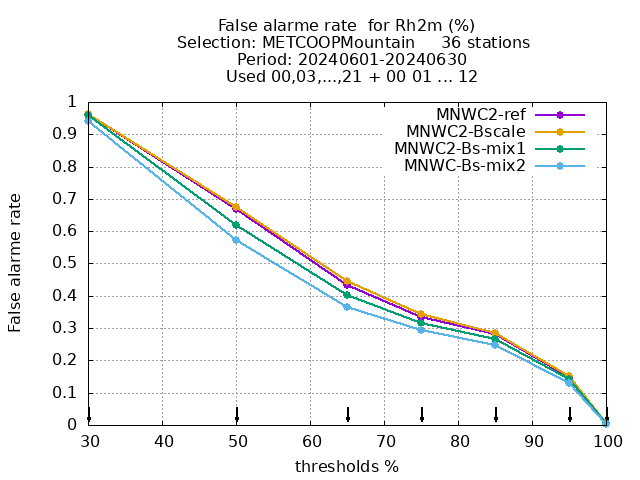 False alarme rate  for Rh2m (%)
Selection: METCOOPMountain     36 stations
Period: 20240601-20240630
Used 00,03,...,21 + 00 01 ... 12
1
0.9
0.8
0.7
0.6
0.5
0.4
0.3
0.2
0.1
0
False alarme rate
MNWC2-ref
MNWC2-Bscale
MNWC2-Bs-mix1
MNWC-Bs-mix2
30 40 50 60 70 80 90 100
thresholds %